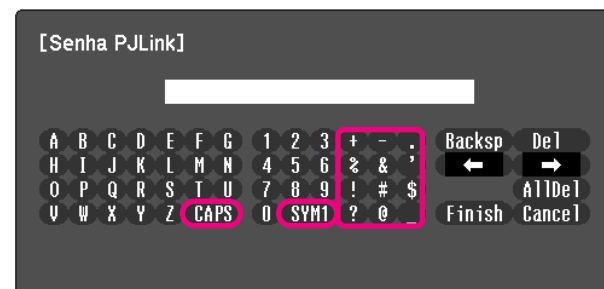 [Senha PJLink]
A B C D E F G 1 2 3 + - . Backsp Del
H I J K L M N 4 5 6 % & ' ← →
O P Q R S T U 7 8 9 ! # $ AllDel
V W X Y Z CAPS 0 SYM1 ? @ _ Finish Cancel